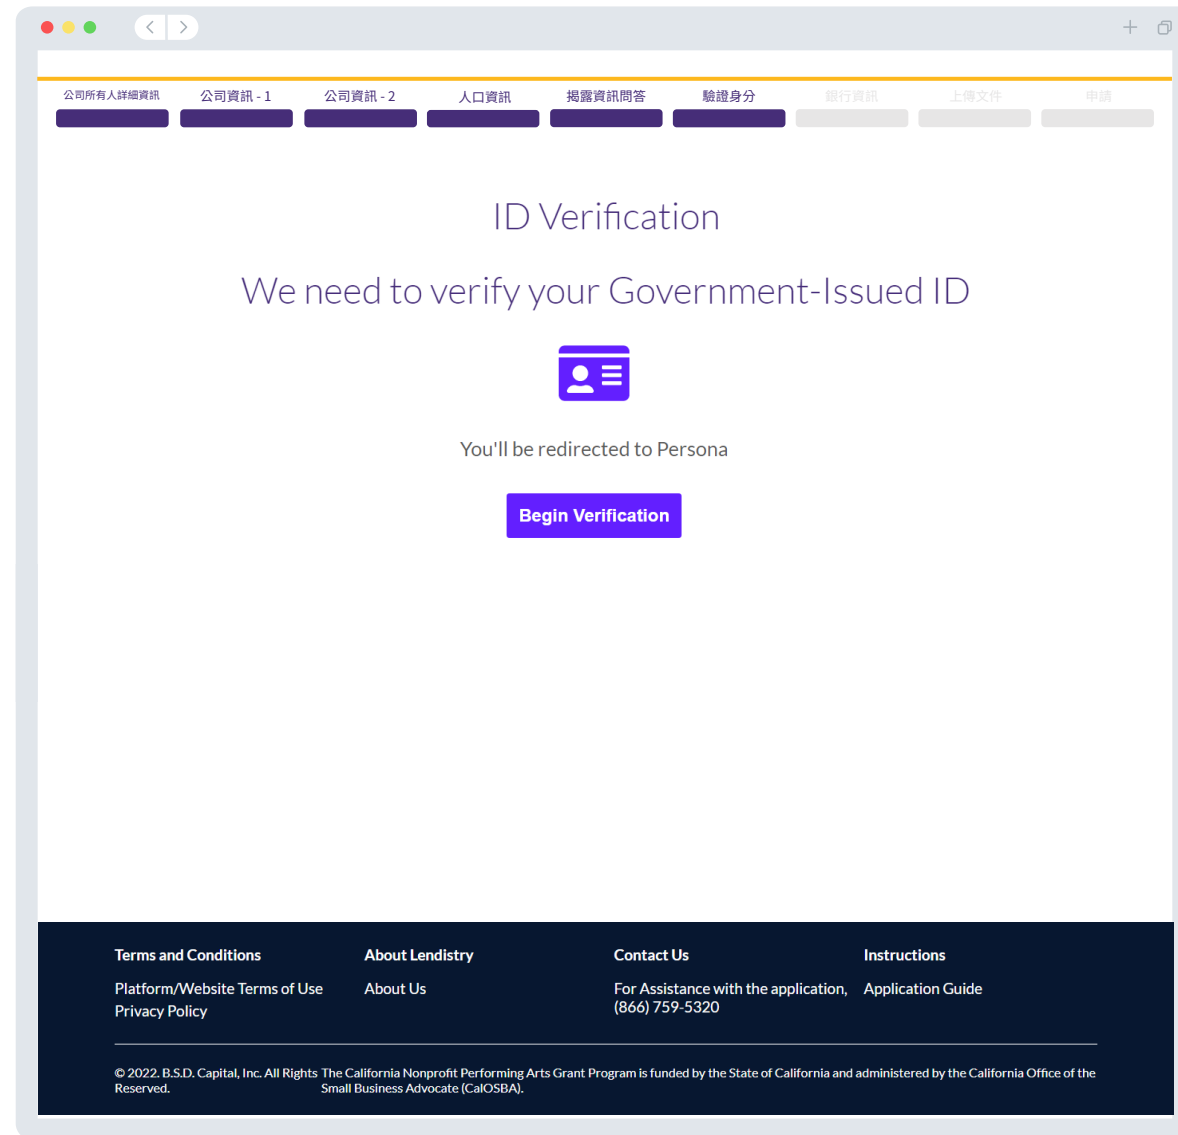 公司所有人詳細資訊
公司資訊 - 1
公司資訊 - 2
人口資訊
揭露資訊問答
驗證身分
銀行資訊
上傳文件
申請
ID Verification
We need to verify your Government-Issued ID
You'll be redirected to Persona
Begin Verification
Terms and Conditions
Platform/Website Terms of Use
Privacy Policy
About Lendistry
About Us
Contact Us
For Assistance with the application,
(866) 759-5320
Instructions
Application Guide
© 2022. B.S.D. Capital, Inc. All Rights
Reserved.
The California Nonprofit Performing Arts Grant Program is funded by the State of California and administered by the California Office of the
Small Business Advocate (CalOSBA).